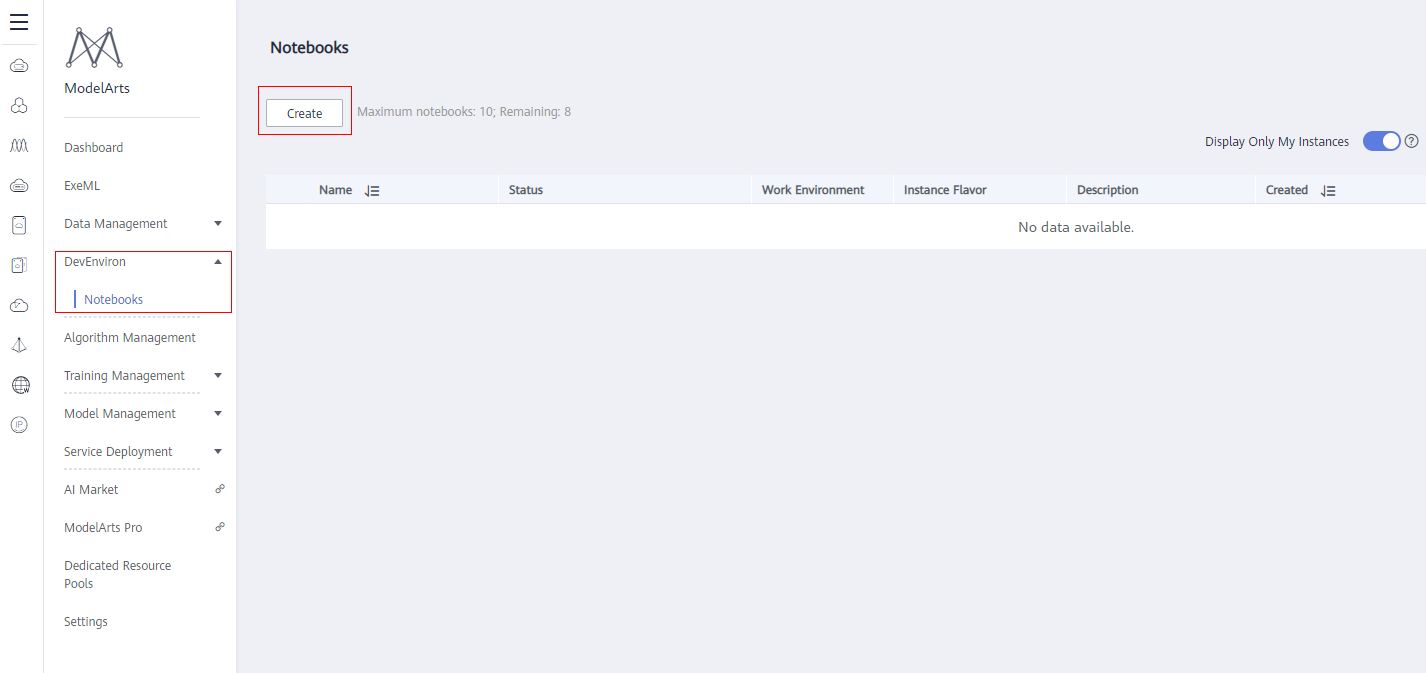 ModelArts
Dashboard
ExeML
Data Management
DevEnviron
Notebooks
Algorithm Management
Training Management
Model Management
Service Deployment
AI Market
ModelArts Pro
Dedicated Resource
Pools
Settings
Notebooks
Create Maximum notebooks: 10; Remaining: 8
Display Only My Instances ?
Name Status Work Environment Instance Flavor Description Created
No data available.
W
IP